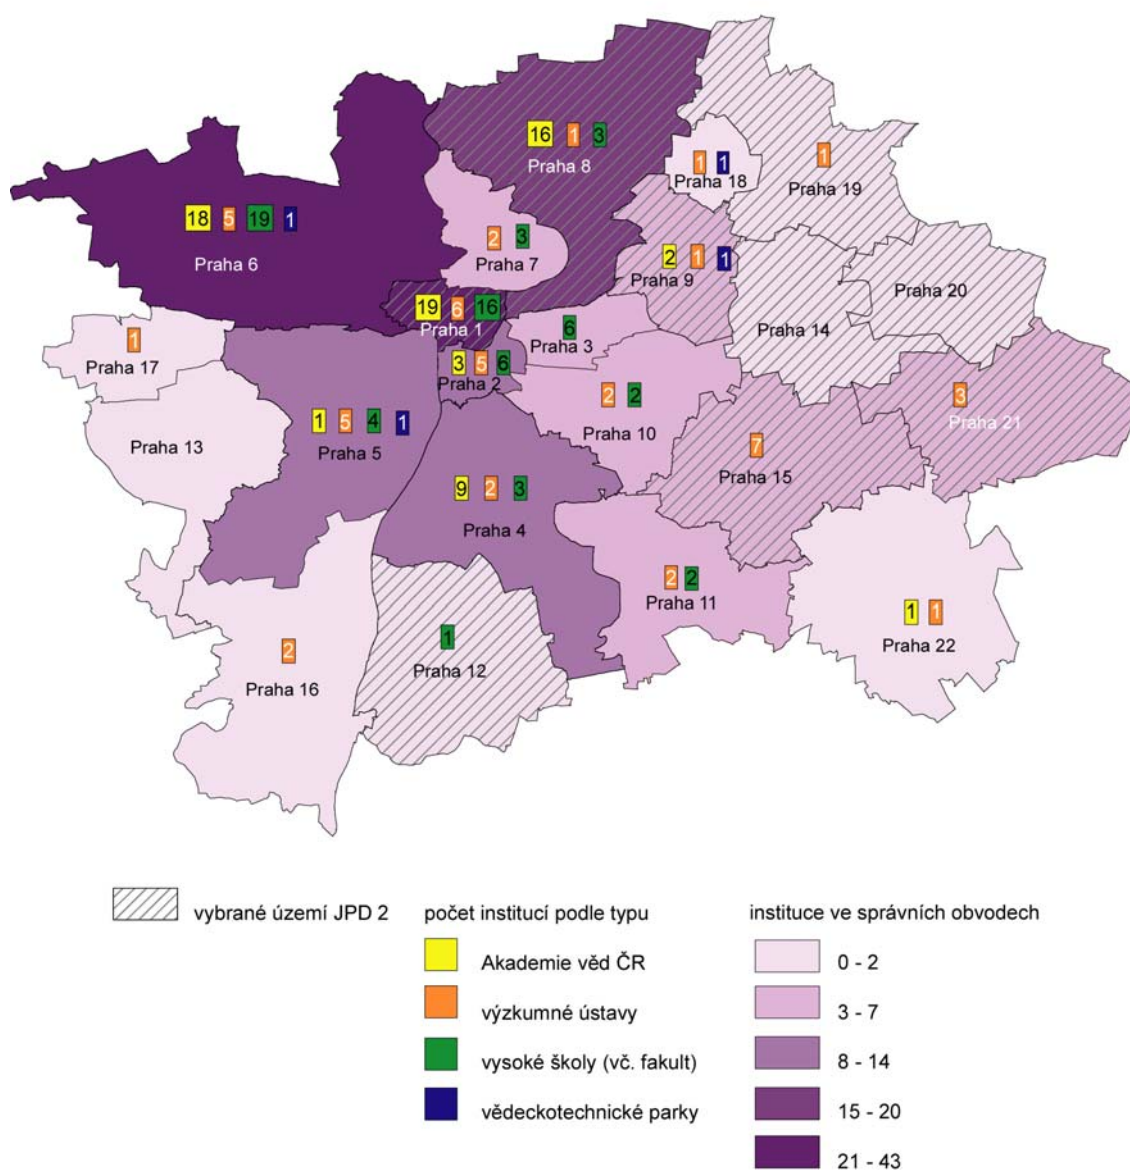 16 1 3
Praha 8
1 1
Praha 18
1
Praha 19
18 5 19 1
Praha 6
2 3
Praha 7
2 1 1
Praha 9
Praha 20
19 6 16
Praha 1
Praha 14
6
Praha 3
1
Praha 17
3 5 6
Praha 2
2 2
Praha 10
3
Praha 21
1 5 4 1
Praha 5
Praha 13
7
Praha 15
9 2 3
Praha 4
2 2
Praha 11
1 1
Praha 22
1
Praha 12
2
Praha 16
vybrané území JPD 2
počet institucí podle typu
Akademie věd ČR
výzkumné ústavy
vysoké školy (vč. fakult)
vědeckotechnické parky
instituce ve správních obvodech
0 - 2
3 - 7
8 - 14
15 - 20
21 - 43